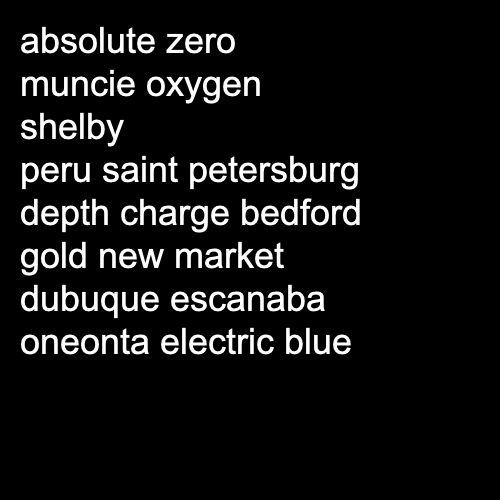 absolute zero
muncie oxygen
shelby
peru saint petersburg
depth charge bedford
gold new market
dubuque escanaba
oneonta electric blue